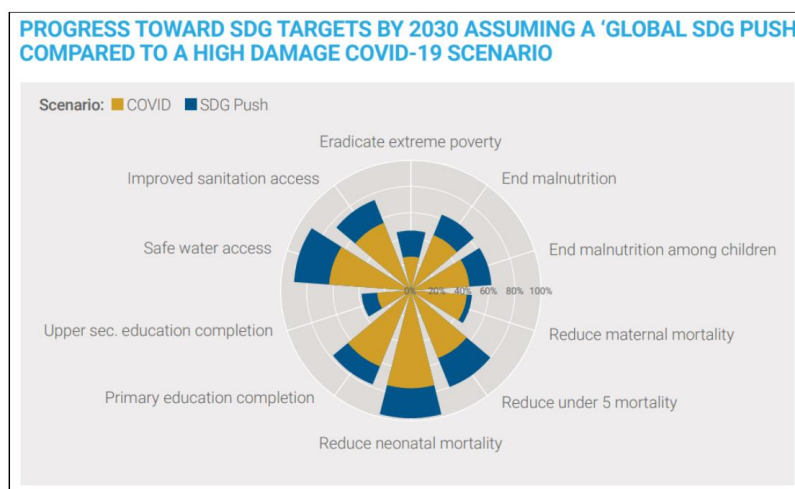 PROGRESS TOWARD SDG TARGETS BY 2030 ASSUMING A ‘GLOBAL SDG PUSH
COMPARED TO A HIGH DAMAGE COVID-19 SCENARIO
Scenario: COVID SDG Push
Eradicate extreme poverty
Improved sanitation access
End malnutrition
Safe water access
End malnutrition among children
0% 20% 40% 60% 80% 100%
Upper sec. education completion
Reduce maternal mortality
Primary education completion
Reduce under 5 mortality
Reduce neonatal mortality